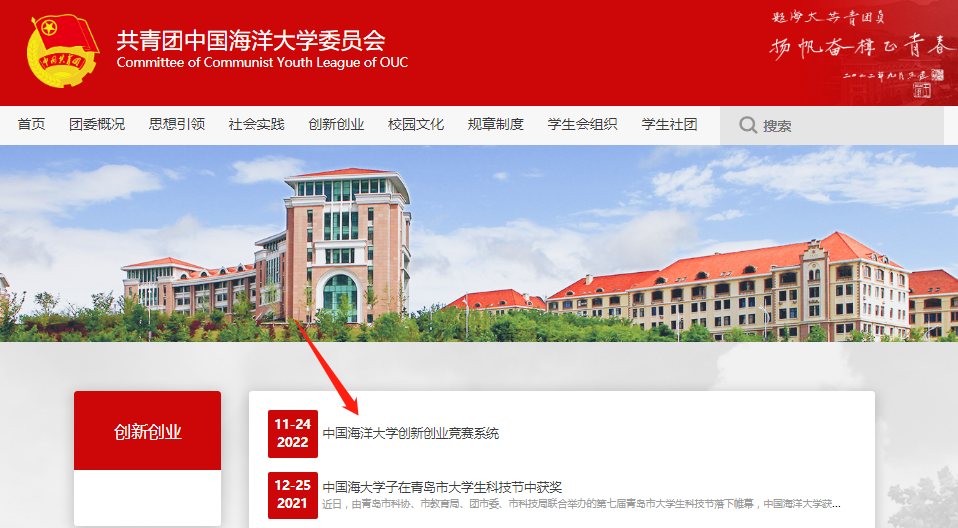 共青团中国海洋大学委员会
Committee of Communist Youth League of OUC
中国共青团
题海大共青团员
扬帆奋楫正青春
首页 团委概况 思想引领 社会实践 创新创业 校园文化 规章制度 学生会组织 学生社团 搜索
创新创业
11-24
2022
中国海洋大学创新创业竞赛系统
12-25
2021
中国海大学子在青岛市大学生科技节中获奖
近日，由青岛市科协、市教育局、团市委、市科技局联合举办的第七届青岛市大学生科技节落下帷幕，中国海洋大学获...